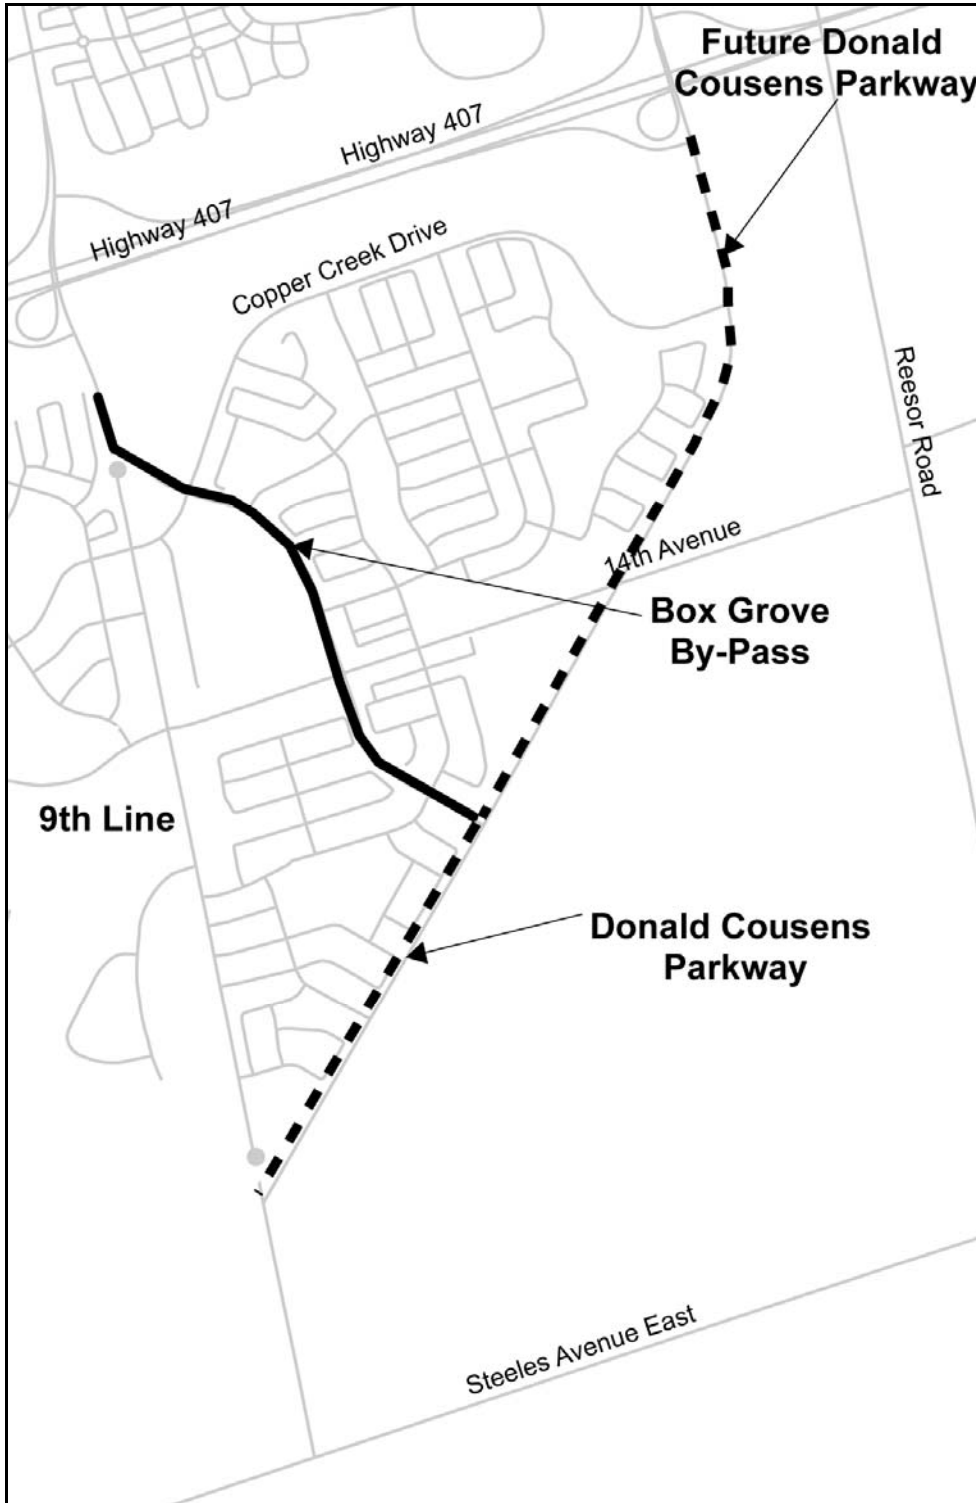 Future Donald
Cousens Parkway
Highway 407
Highway 407
Copper Creek Drive
Reesor Road
14th Avenue
Box Grove
By-Pass
9th Line
Donald Cousens
Parkway
Steeles Avenue East